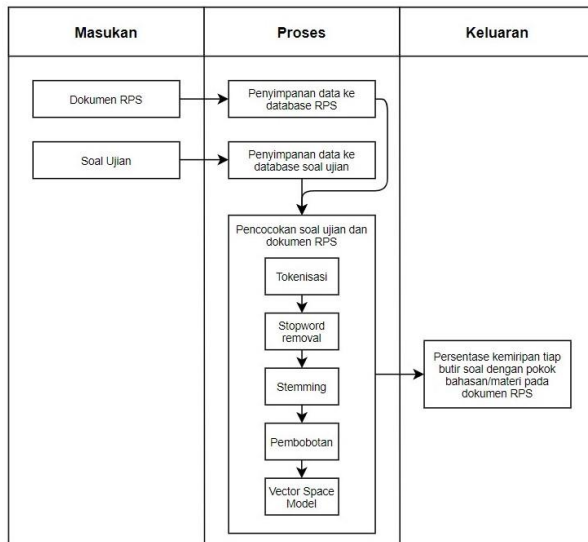 Masukan
Proses
Keluaran
Dokumen RPS
Penyimpanan data ke
database RPS
Soal Ujian
Penyimpanan data ke
database soal ujian
Pencocokan soal ujian dan
dokumen RPS
Tokenisasi
Stopword
removal
Stemming
Pembobotan
Vector Space
Model
Persentase kemiripan tiap
butir soal dengan pokok
bahasan/materi pada
dokumen RPS